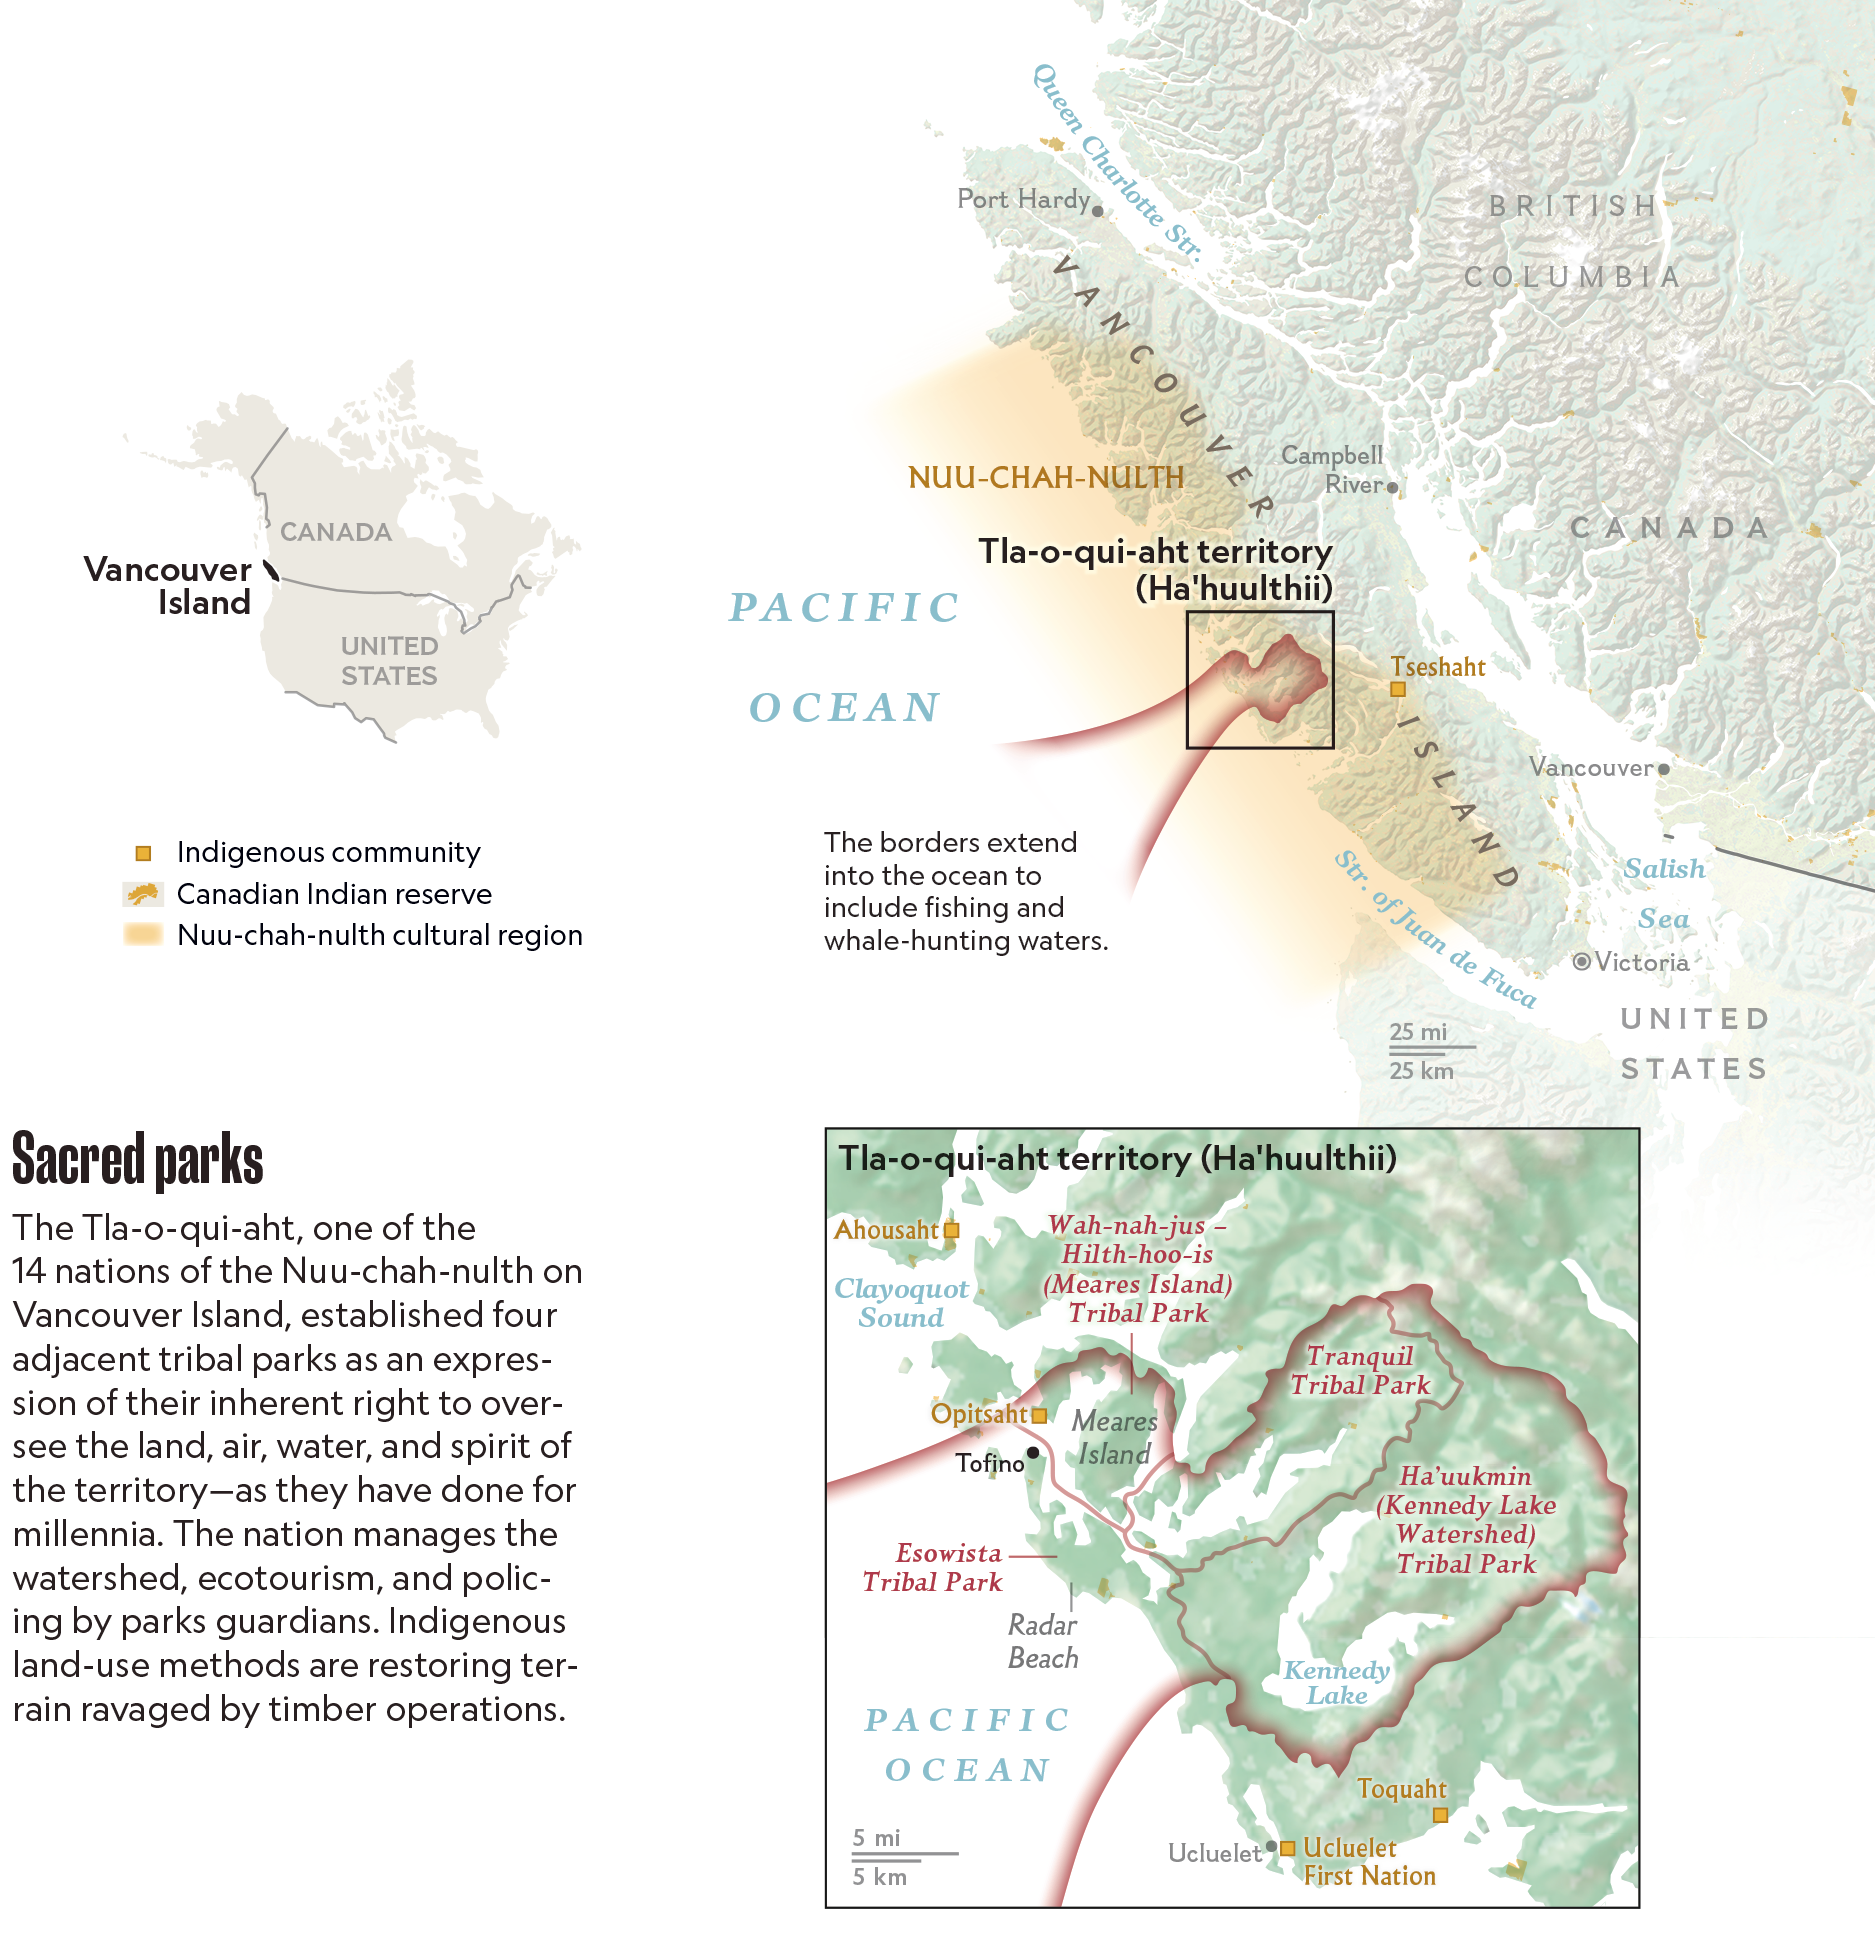 Queen Charlotte Str.
Port Hardy
BRITISH
COLUMBIA
VANCOUVER
NUU-CHAH-NULTH
Campbell
River
CANADA
Tla-o-qui-aht territory
(Ha'huulthii)
PACIFIC
OCEAN
Tseshaht
ISLAND
Vancouver
The borders extend
into the ocean to
include fishing and
whale-hunting waters.
Str. of Juan de Fuca
Salish
Sea
Victoria
UNITED
STATES
25 mi
25 km
CANADA
Vancouver
Island
UNITED
STATES
Indigenous community
Canadian Indian reserve
Nuu-chah-nulth cultural region
Sacred parks
The Tla-o-qui-aht, one of the
14 nations of the Nuu-chah-nulth on
Vancouver Island, established four
adjacent tribal parks as an expres-
sion of their inherent right to over-
see the land, air, water, and spirit of
the territory—as they have done for
millennia. The nation manages the
watershed, ecotourism, and polic-
ing by parks guardians. Indigenous
land-use methods are restoring ter-
rain ravaged by timber operations.
Tla-o-qui-aht territory (Ha'huulthii)
Ahousaht
Clayoquot
Sound
Wah-nah-jus –
Hilth-hoo-is
(Meares Island)
Tribal Park
Tranquil
Tribal Park
Opitsaht
Meares
Island
Tofino
Ha’uukmin
(Kennedy Lake
Watershed)
Tribal Park
Esowista
Tribal Park
Radar
Beach
Kennedy
Lake
PACIFIC
OCEAN
Toquaht
5 mi
5 km
Ucluelet
Ucluelet
First Nation